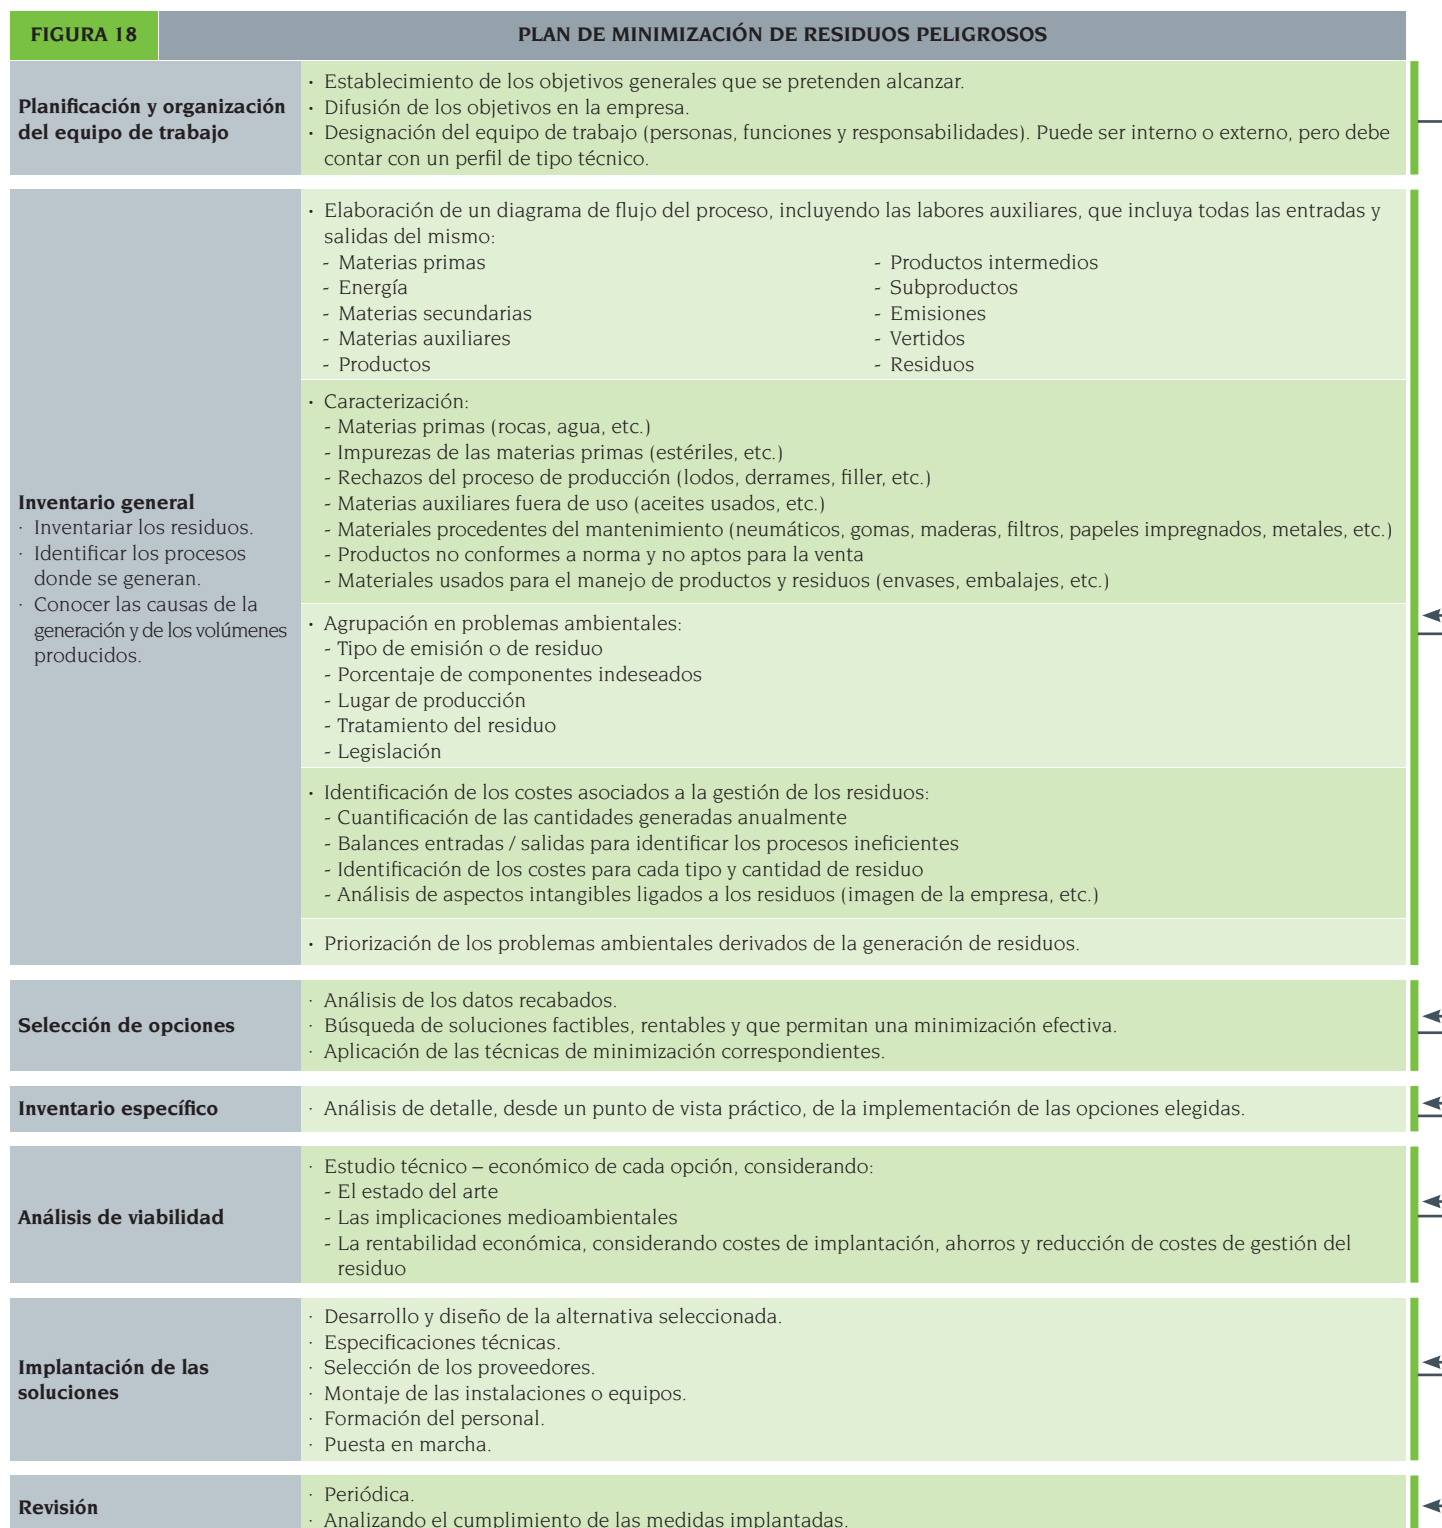 FIGURA 18
PLAN DE MINIMIZACIÓN DE RESIDUOS PELIGROSOS
Planificación y organización
del equipo de trabajo
· Establecimiento de los objetivos generales que se pretenden alcanzar.
· Difusión de los objetivos en la empresa.
· Designación del equipo de trabajo (personas, funciones y responsabilidades). Puede ser interno o externo, pero debe
contar con un perfil de tipo técnico.
Inventario general
· Inventariar los residuos.
· Identificar los procesos
donde se generan.
· Conocer las causas de la
generación y de los volúmenes
producidos.
· Elaboración de un diagrama de flujo del proceso, incluyendo las labores auxiliares, que incluya todas las entradas y
salidas del mismo:
- Materias primas
- Energía
- Materias secundarias
- Materias auxiliares
- Productos
- Productos intermedios
- Subproductos
- Emisiones
- Vertidos
- Residuos
· Caracterización:
- Materias primas (rocas, agua, etc.)
- Impurezas de las materias primas (estériles, etc.)
- Rechazos del proceso de producción (lodos, derrames, filler, etc.)
- Materias auxiliares fuera de uso (aceites usados, etc.)
- Materiales procedentes del mantenimiento (neumáticos, gomas, maderas, filtros, papeles impregnados, metales, etc.)
- Productos no conformes a norma y no aptos para la venta
- Materiales usados para el manejo de productos y residuos (envases, embalajes, etc.)
· Agrupación en problemas ambientales:
- Tipo de emisión o de residuo
- Porcentaje de componentes indeseados
- Lugar de producción
- Tratamiento del residuo
- Legislación
· Identificación de los costes asociados a la gestión de los residuos:
- Cuantificación de las cantidades generadas anualmente
- Balances entradas / salidas para identificar los procesos ineficientes
- Identificación de los costes para cada tipo y cantidad de residuo
- Análisis de aspectos intangibles ligados a los residuos (imagen de la empresa, etc.)
· Priorización de los problemas ambientales derivados de la generación de residuos.
Selección de opciones
· Análisis de los datos recabados.
· Búsqueda de soluciones factibles, rentables y que permitan una minimización efectiva.
· Aplicación de las técnicas de minimización correspondientes.
Inventario específico
· Análisis de detalle, desde un punto de vista práctico, de la implementación de las opciones elegidas.
Análisis de viabilidad
· Estudio técnico – económico de cada opción, considerando:
- El estado del arte
- Las implicaciones medioambientales
- La rentabilidad económica, considerando costes de implantación, ahorros y reducción de costes de gestión del
residuo
Implantación de las
soluciones
· Desarrollo y diseño de la alternativa seleccionada.
· Especificaciones técnicas.
· Selección de los proveedores.
· Montaje de las instalaciones o equipos.
· Formación del personal.
· Puesta en marcha.
Revisión
· Periódica.
· Analizando el cumplimiento de las medidas implantadas.